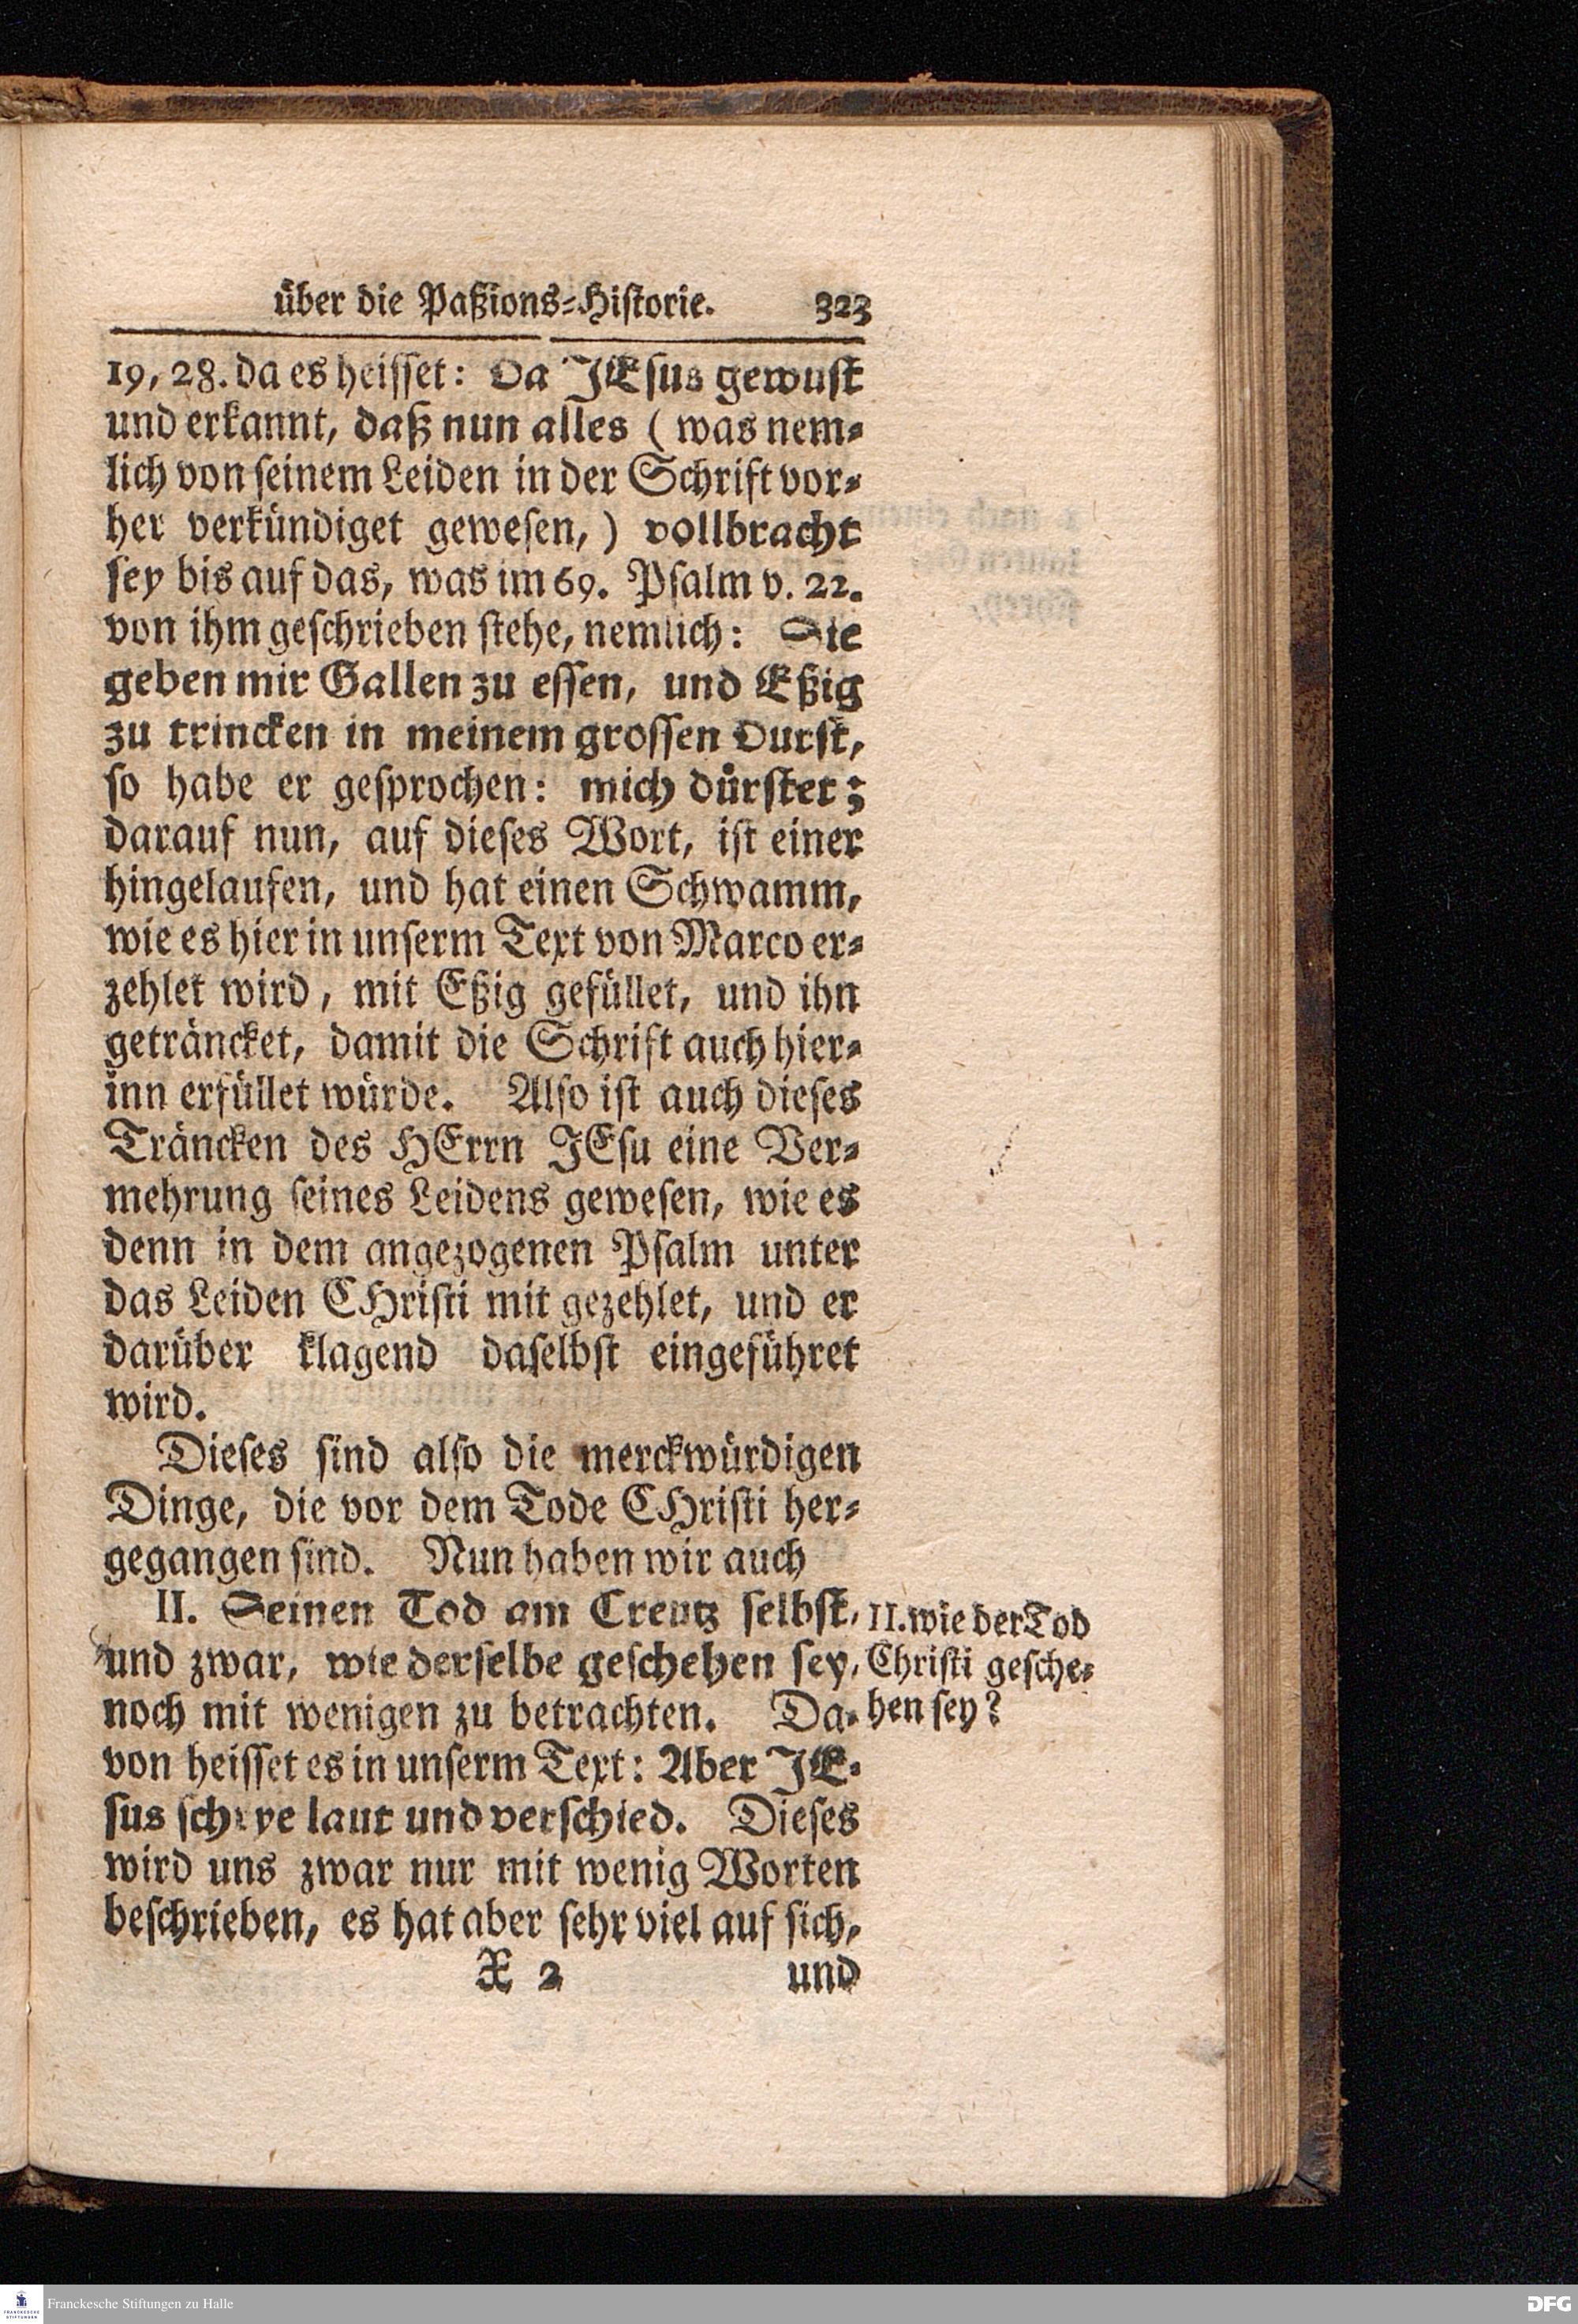 über die Paßions-Historie. 323
19, 28. da es heisset: Da JEsus gewust
und erkannt, daß nun alles (was nem-
lich von seinem Leiden in der Schrift vor-
her verkündiget gewesen,) vollbracht
sey bis auf das, was im 69. Psalm v. 22.
von ihm geschrieben stehe, nemlich: Sie
geben mir Gallen zu essen, und Eßig
zu trincken in meinem grossen Durst,
so habe er gesprochen: mich dürstet;
darauf nun, auf dieses Wort, ist einer
hingelaufen, und hat einen Schwamm,
wie es hier in unserm Text von Marco er-
zehlet wird, mit Eßig gefüllet, und ihn
geträncket, damit die Schrift auch hier-
inn erfüllet würde. Also ist auch dieses
Träncken des HErrn JEsu eine Ver-
mehrung seines Leidens gewesen, wie es
denn in dem angezogenen Psalm unter
das Leiden CHristi mit gezehlet, und er
darüber klagend daselbst eingeführet
wird.
Dieses sind also die merckwürdigen
Dinge, die vor dem Tode CHristi her-
gegangen sind. Nun haben wir auch
II. Seinen Tod am Creutz selbst,
und zwar, wie derselbe geschehen sey,
noch mit wenigen zu betrachten. Da-
von heisset es in unserm Text: Aber JE-
sus schrye laut und verschied. Dieses
wird uns zwar nur mit wenig Worten
beschrieben, es hat aber sehr viel auf sich,
X 2 und
II. wie der Tod
Christi gesche-
hen sey?
FRANCKESCHE STIFTUNGEN
Franckesche Stiftungen zu Halle
DFG